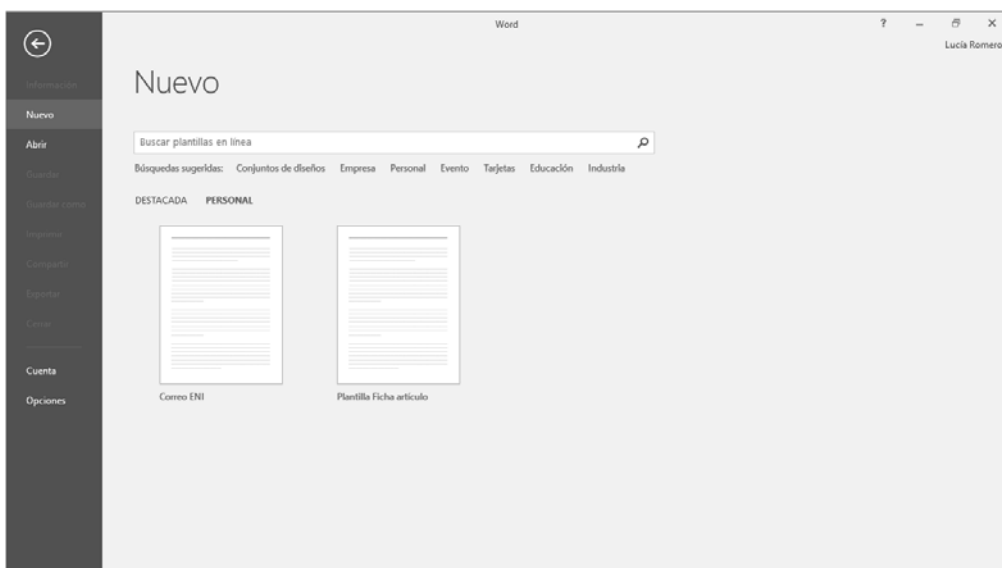 Word
?
Lucía Romero
Información
Nuevo
Abrir
Guardar
Guardar como
Imprimir
Compartir
Exportar
Cerrar
Cuenta
Opciones
Nuevo
Buscar plantillas en línea
Búsquedas sugeridas: Conjuntos de diseños Empresa Personal Evento Tarjetas Educación Industria
DESTACADA PERSONAL
Correo ENI
Plantilla Ficha artículo